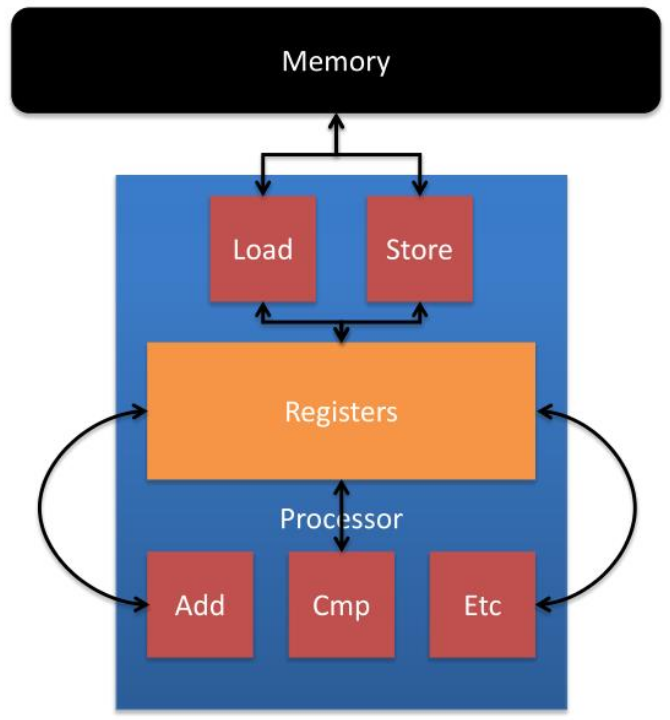 Memory
Load
Store
Registers
Processor
Add
Cmp
Etc